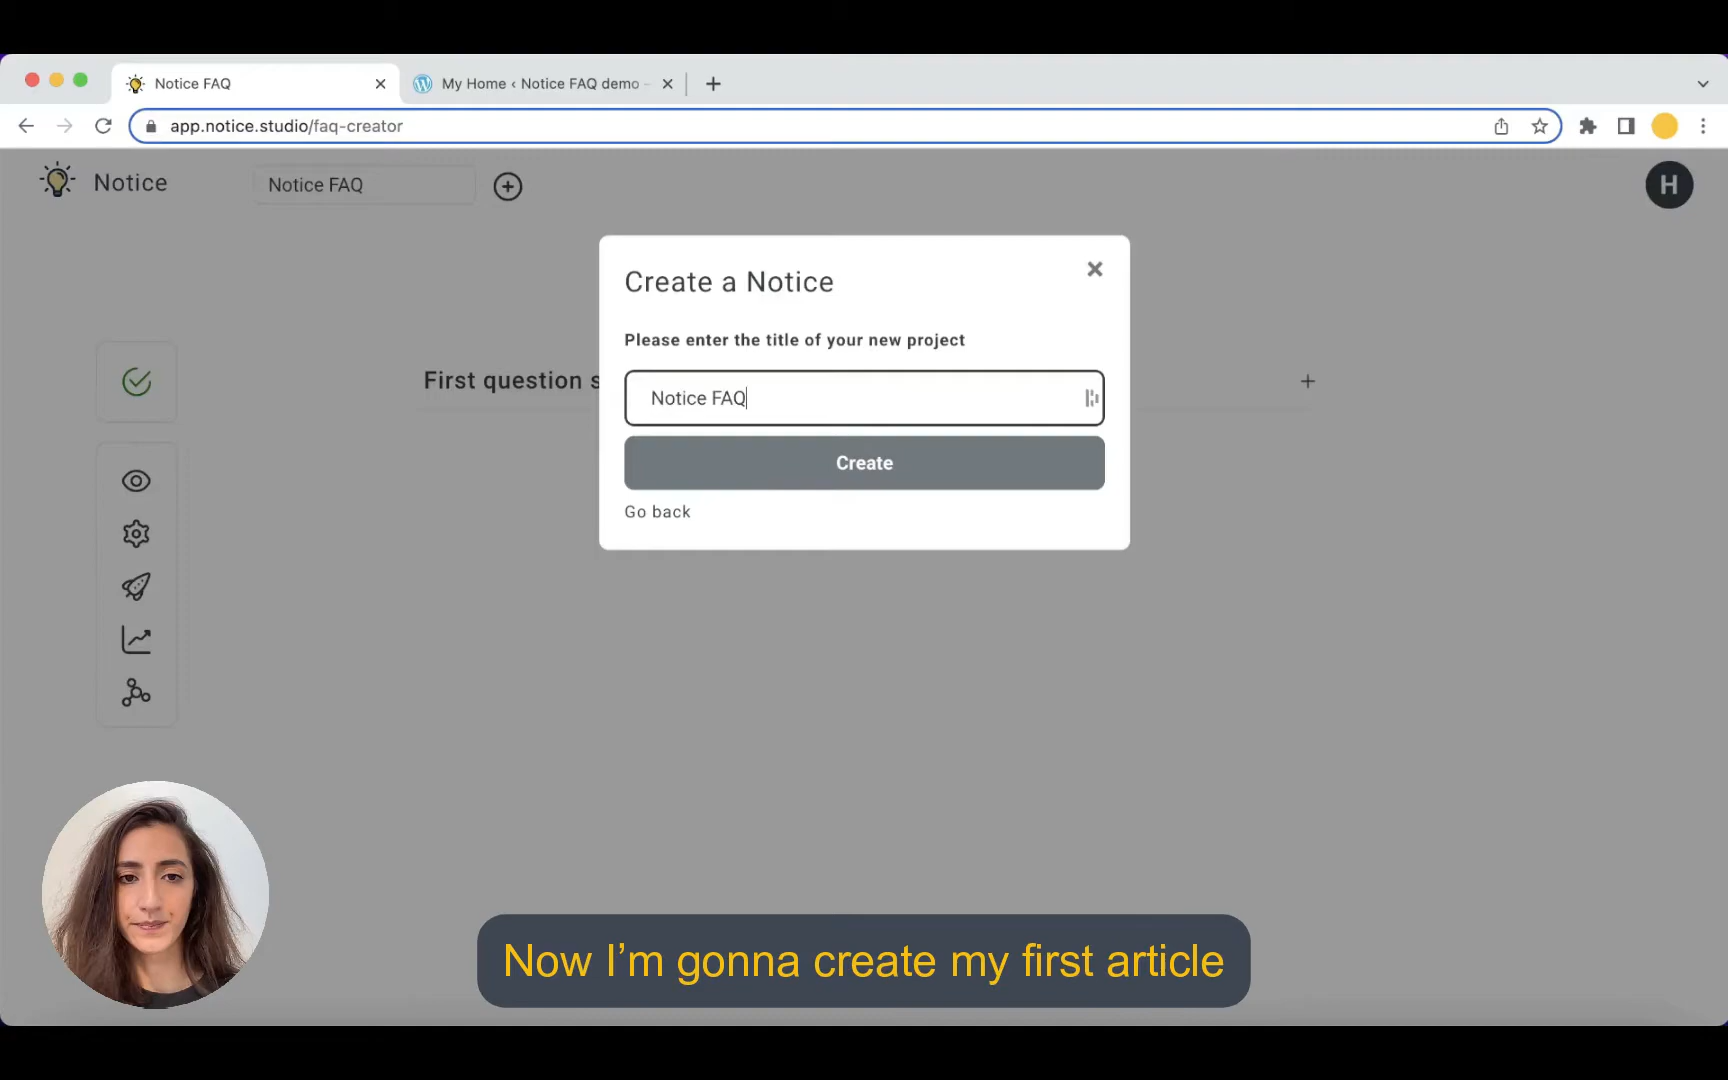 Notice FAQ
My Home ‹ Notice FAQ demo -
app.notice.studio/faq-creator
Notice
Notice FAQ
H
Create a Notice
Please enter the title of your new project
First question s
Notice FAQ
Create
Go back
Now I'm gonna create my first article